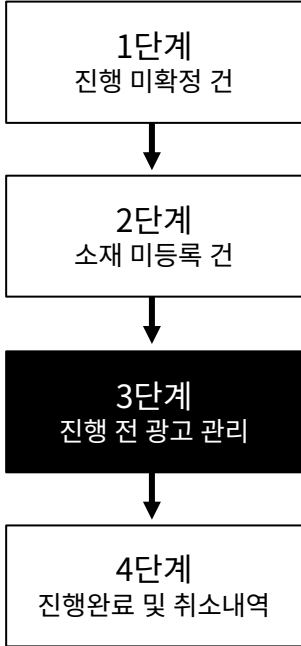 1단계
진행 미확정 건
2단계
소재 미등록 건
3단계
진행 전 광고 관리
4단계
진행완료 및 취소내역